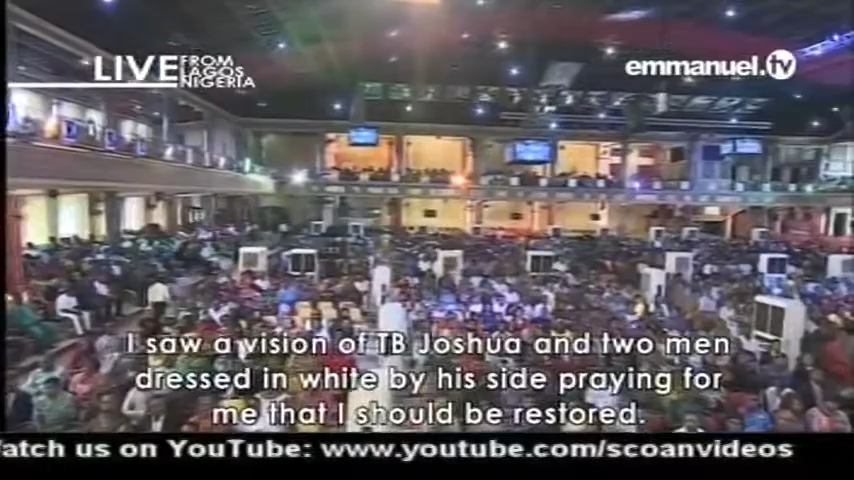 LIVE FROM LAGOS NIGERIA
emmanuel.tv
I saw a vision of TB Joshua and two men
dressed in white by his side praying for
me that I should be restored.
atch us on YouTube: www.youtube.com/scoanvideos